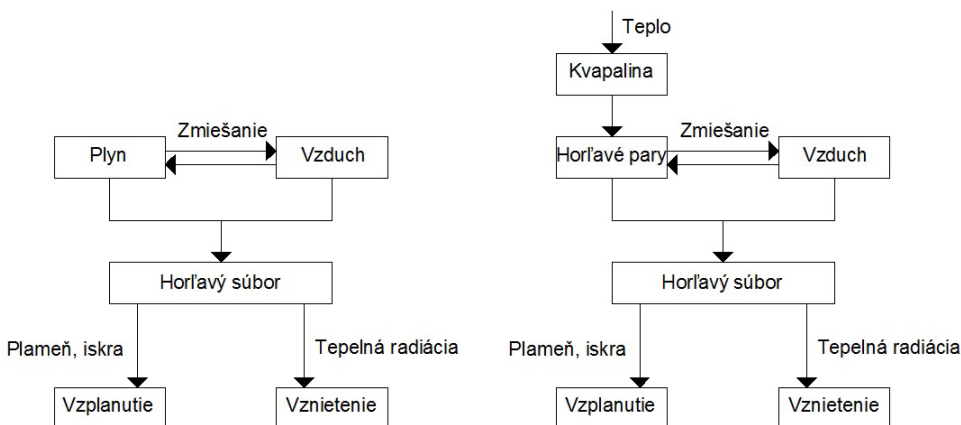 Teplo
Kvapalina
Zmiešanie
Plyn
Vzduch
Zmiešanie
Horľavé pary
Vzduch
Horľavý súbor
Horľavý súbor
Plameň, iskra
Tepelná radiácia
Plameň, iskra
Tepelná radiácia
Vzplanutie
Vznietenie
Vzplanutie
Vznietenie